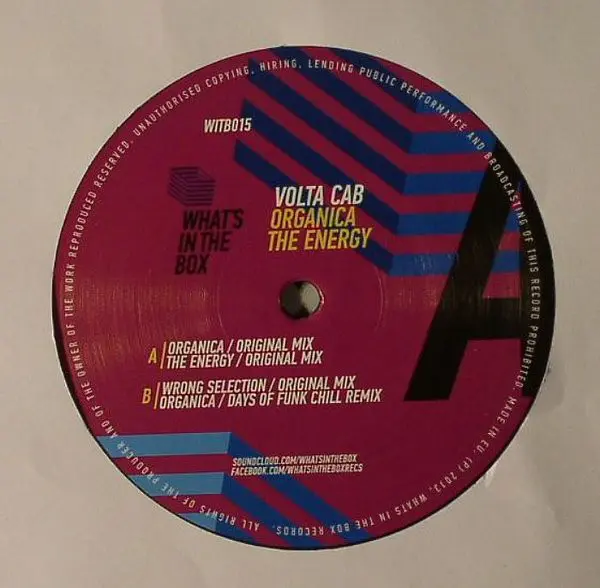 WITB015
WHAT'S
IN THE
BOX
VOLTA CAB
ORGANICA
THE ENERGY
A
ORGANICA / ORIGINAL MIX
THE ENERGY / ORIGINAL MIX
B
WRONG SELECTION / ORIGINAL MIX
ORGANICA / DAYS OF FUNK CHILL REMIX
SOUNDCLOUD.COM/WHATSINTHEBOX
FACEBOOK.COM/WHATSINTHEBOXRECS
A
ALL RIGHTS OF THE PRODUCER AND OF THE OWNER OF THE WORK REPRODUCED RESERVED. UNAUTHORISED COPYING, HIRING, LENDING PUBLIC PERFORMANCE AND BROADCASTING OF THIS RECORD PROHIBITED. MADE IN EU. (P) 2013, WHATS IN THE BOX RECORDS.